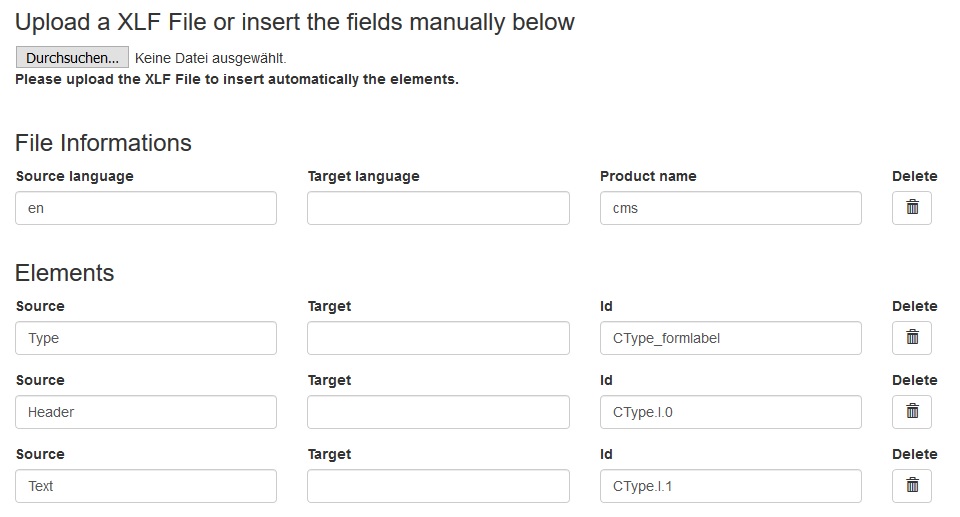 Upload a XLF File or insert the fields manually below
Durchsuchen... Keine Datei ausgewählt.
Please upload the XLF File to insert automatically the elements.
File Informations
Source language Target language Product name Delete
en cms
Elements
Source Target Id Delete
Type CType_formlabel
Source Target Id Delete
Header CType.I.0
Source Target Id Delete
Text CType.I.1